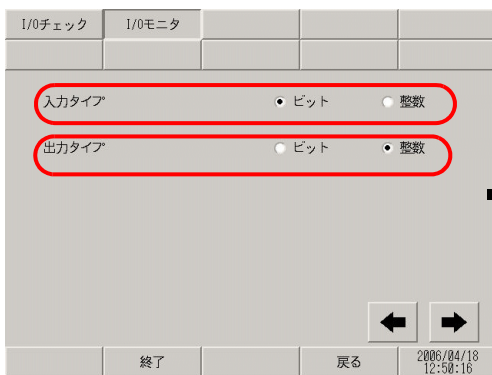 I/Oチェック I/Oモニタ
入力タイプ ビット 整数
出力タイプ ビット 整数
終了 戻る 2006/04/18
12:50:16